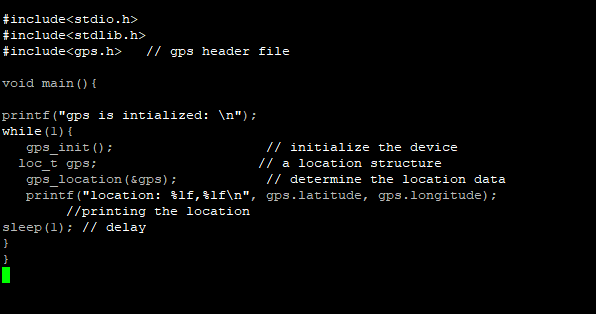 #include<stdio.h>
#include<stdlib.h>
#include<gps.h>   // gps header file
void main(){
printf("gps is intialized: \n");
while(1){
   gps_init();                   // initialize the device
  loc_t gps;                    // a location structure
   gps_location(&gps);           // determine the location data
   printf("location: %lf,%lf\n", gps.latitude, gps.longitude);
        //printing the location
sleep(1); // delay
}
}